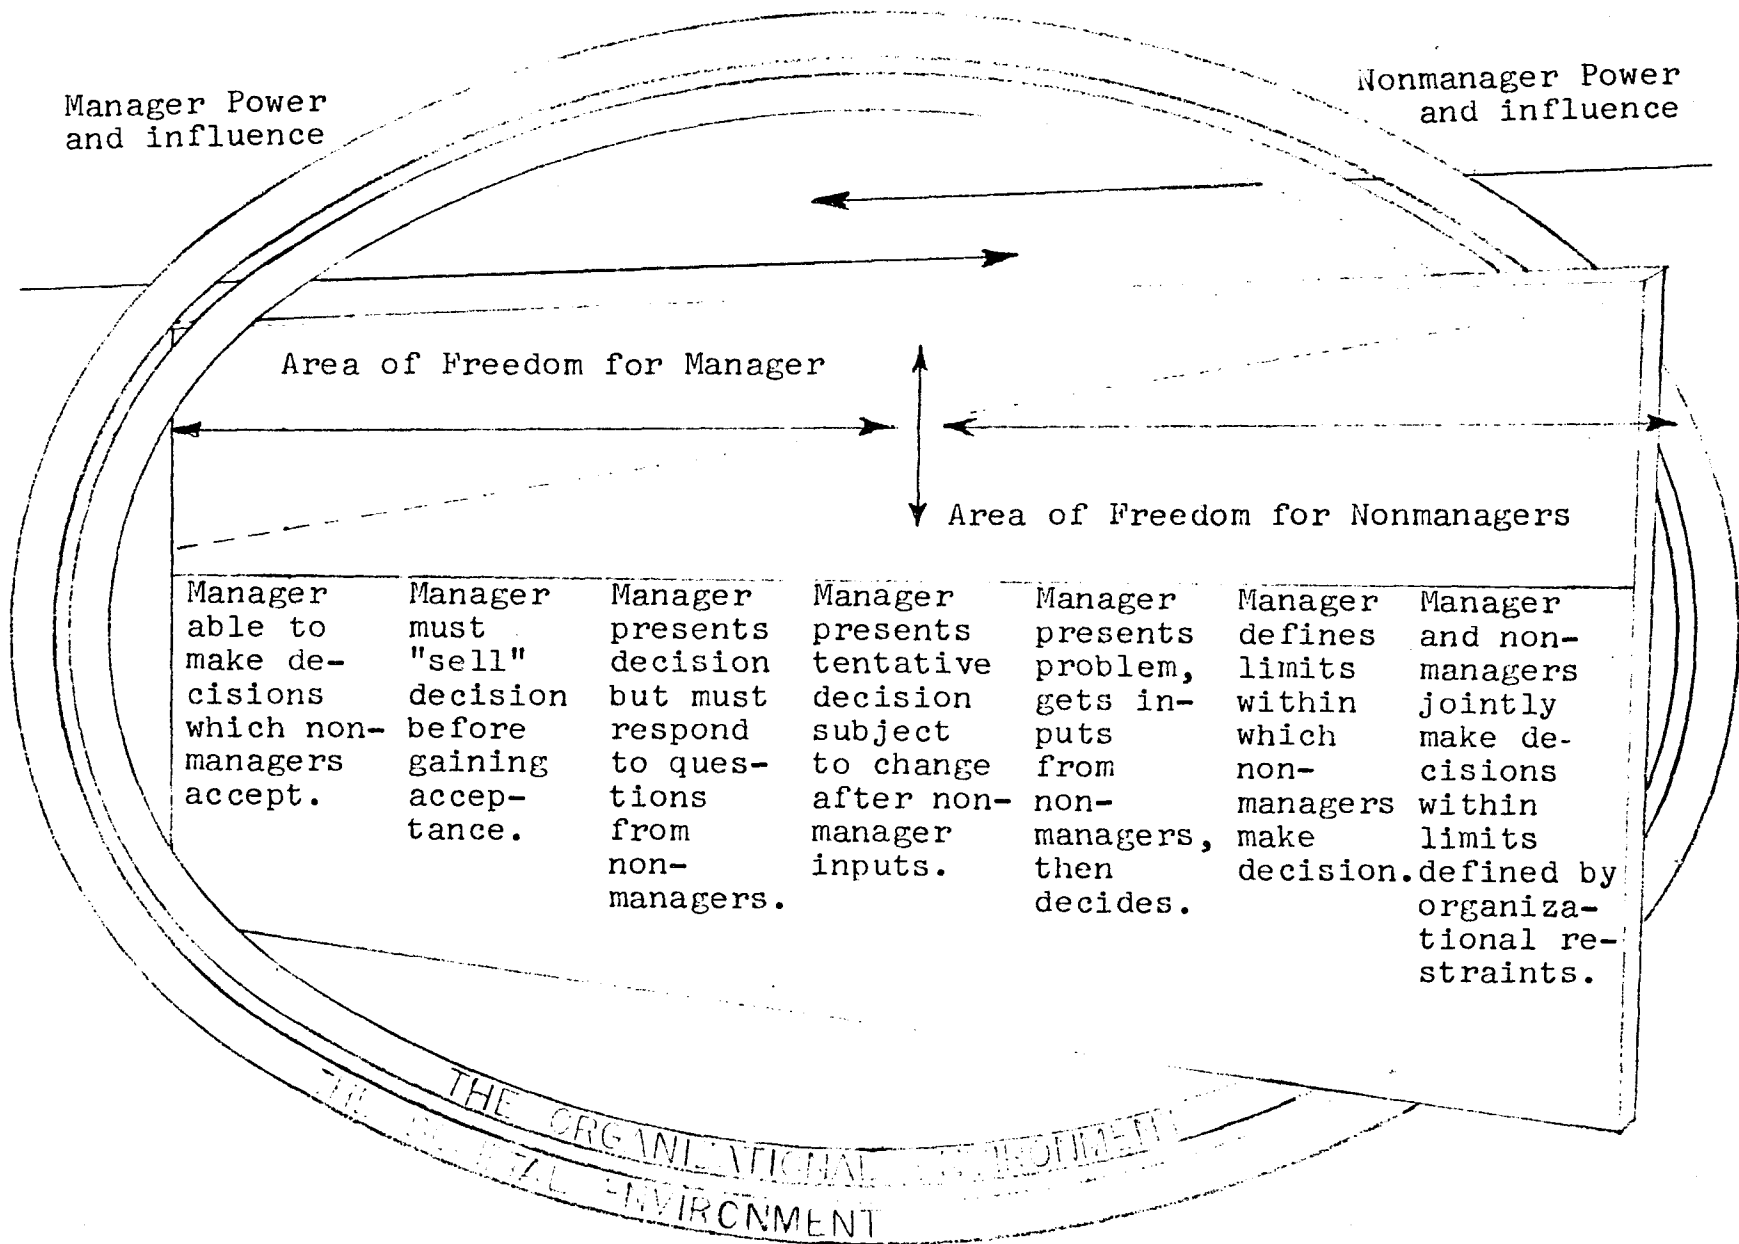 Manager Power
and influence
Nonmanager Power
and influence
Area of Freedom for Manager
Area of Freedom for Nonmanagers
Manager
able to
make de-
cisions
which non-
managers
accept.
Manager
must
"sell"
decision
before
gaining
accep-
tance.
Manager
presents
decision
but must
respond
to ques-
tions
from
non-
managers.
Manager
presents
tentative
decision
subject
to change
after non-
manager
inputs.
Manager
presents
problem,
gets in-
puts
from
non-
managers,
then
decides.
Manager
defines
limits
within
which
non-
managers
make
decision.
Manager
and non-
managers
jointly
make de-
cisions
within
limits
defined by
organiza-
tional re-
straints.
THE ORGANIZATIONAL ENVIRONMENT
THE ENVIRONMENT